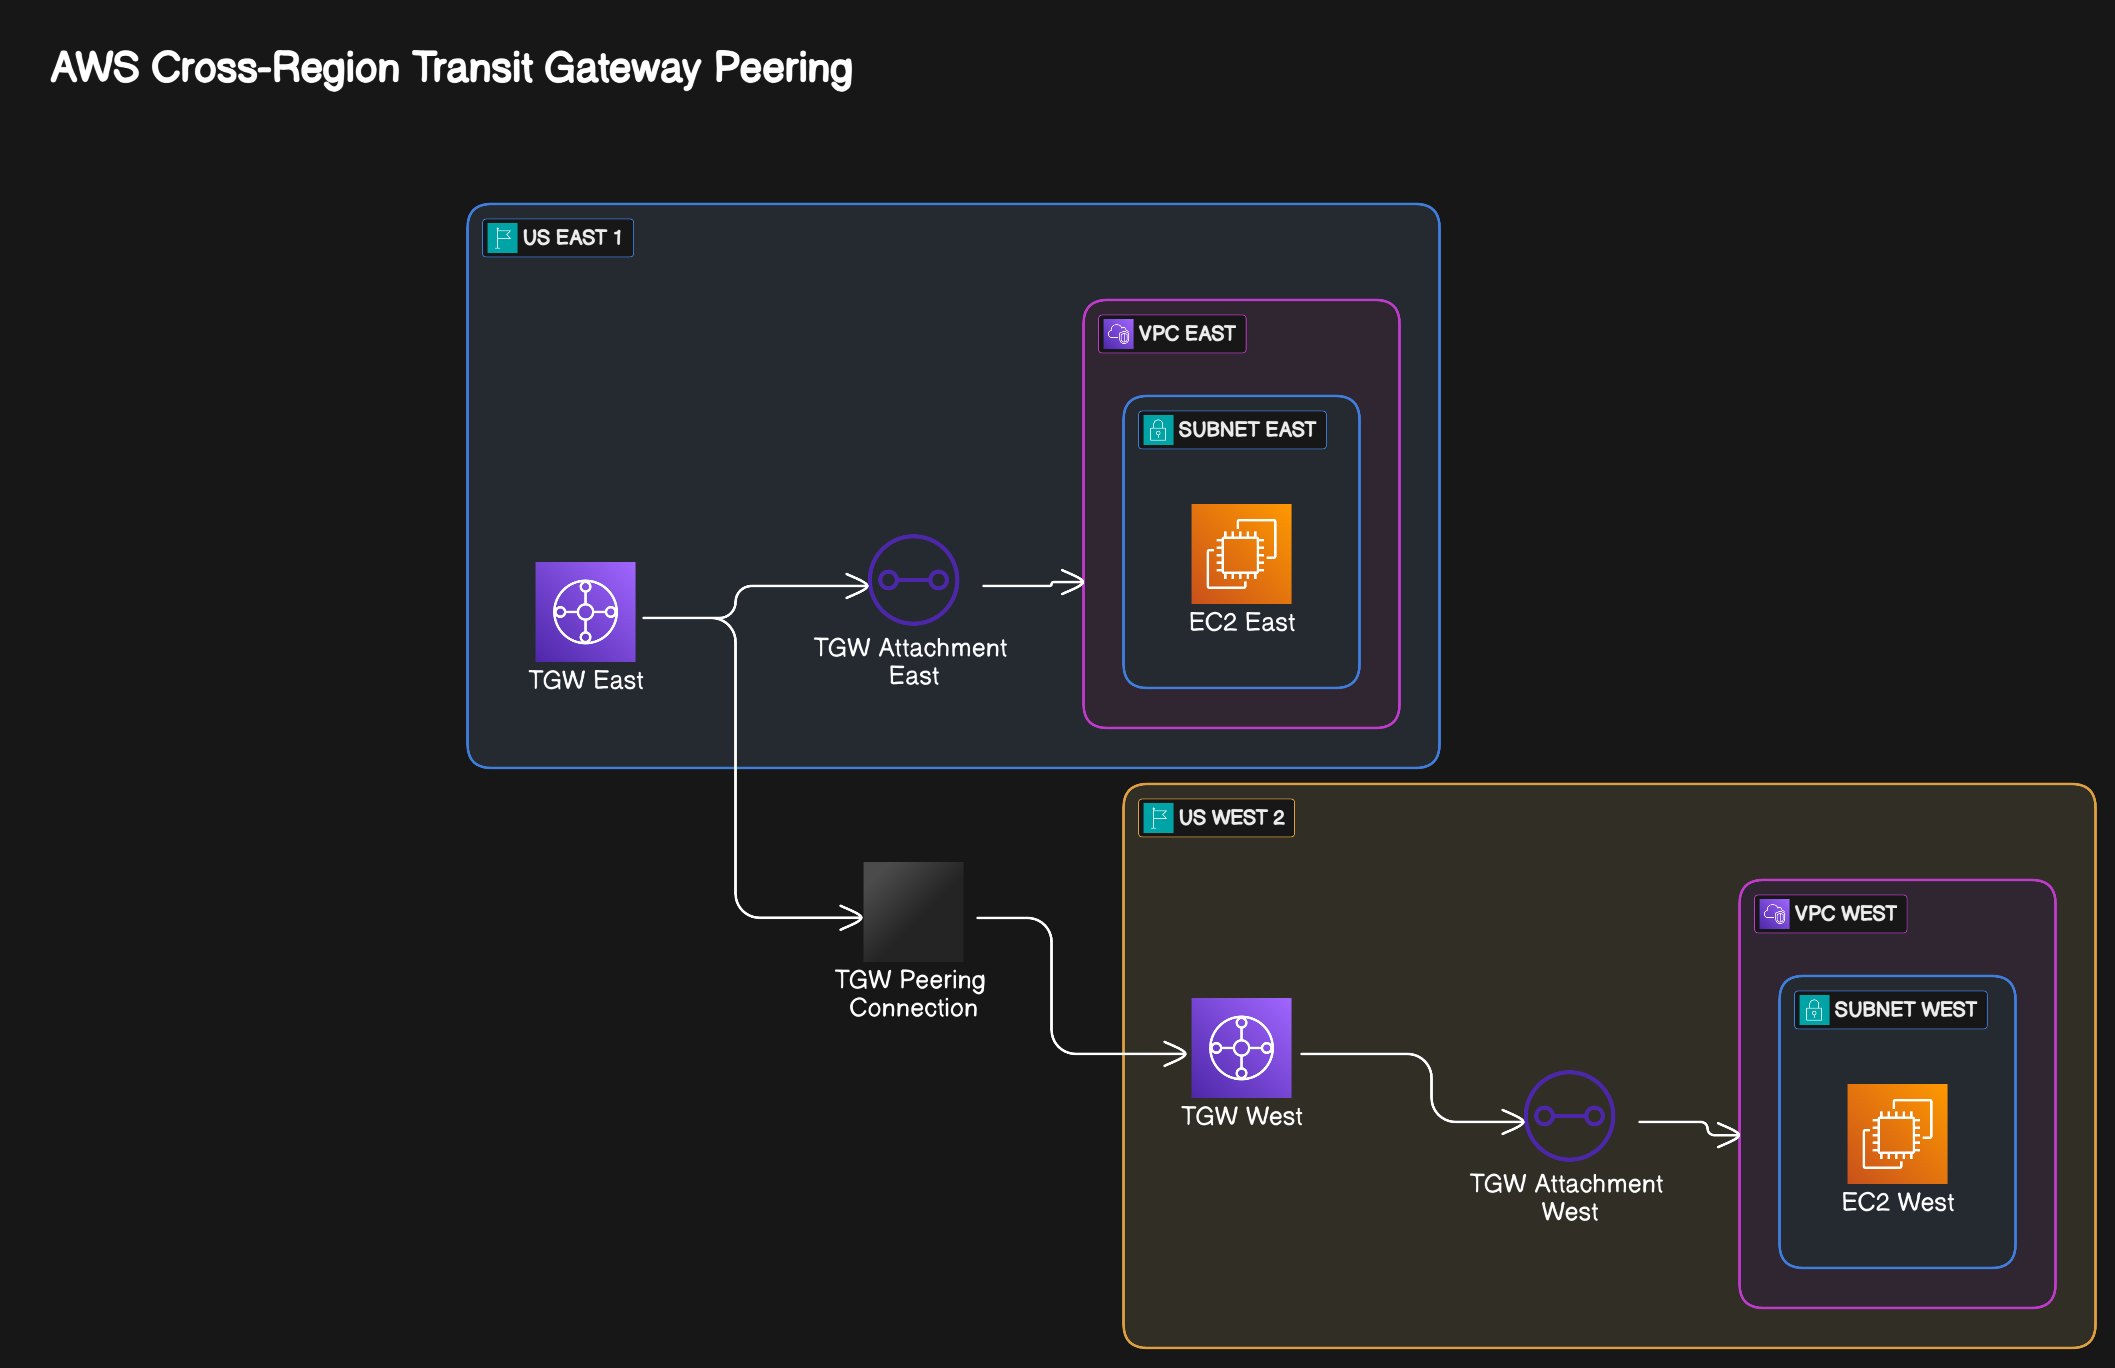 AWS Cross-Region Transit Gateway Peering
US EAST 1
VPC EAST
SUBNET EAST
EC2 East
TGW East
TGW Attachment
East
US WEST 2
VPC WEST
TGW Peering
Connection
SUBNET WEST
TGW West
TGW Attachment
West
EC2 West